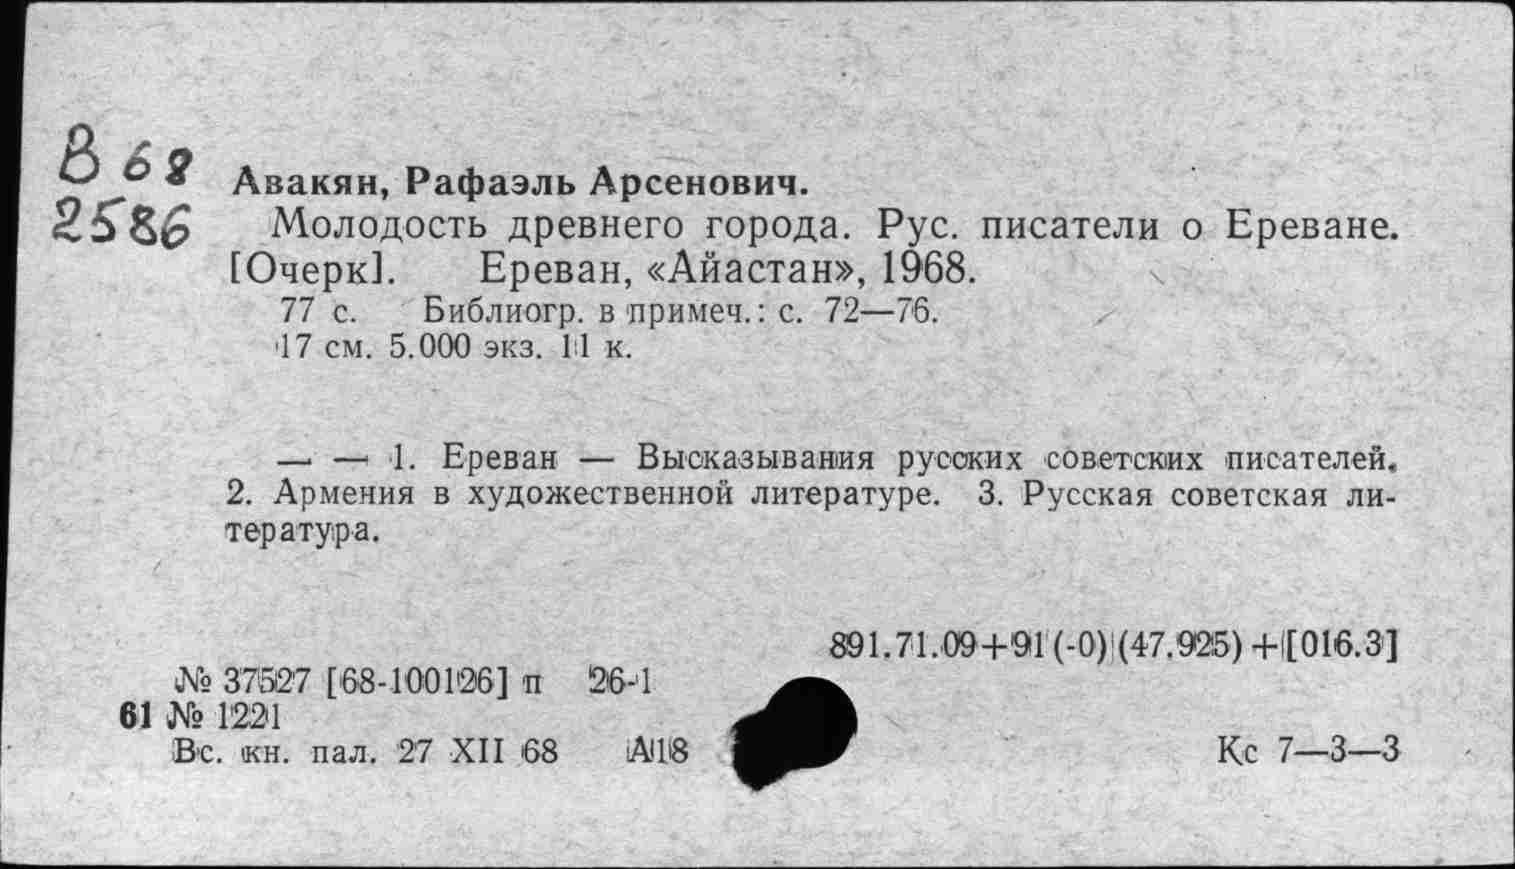 В 68
2586
Авакян, Рафаэль Арсенович.
Молодость древнего города. Рус. писатели о Ереване.
[Очерк]. Ереван, «Айастан», 1968.
77 с. Библиогр. в примеч.: с. 72—76.
17 см. 5.000 экз. 11 к.
— — 1. Ереван — Высказывания русских советских писателей.
2. Армения в художественной литературе. 3. Русская советская ли-
тература.
891.71.09+91(-0)(47.925)+[016.3]
№ 37527 [68-100126] п 26-1
61 № 1221
Вс. кн. пал. 27 XII 68 А118
Кс 7—3—3